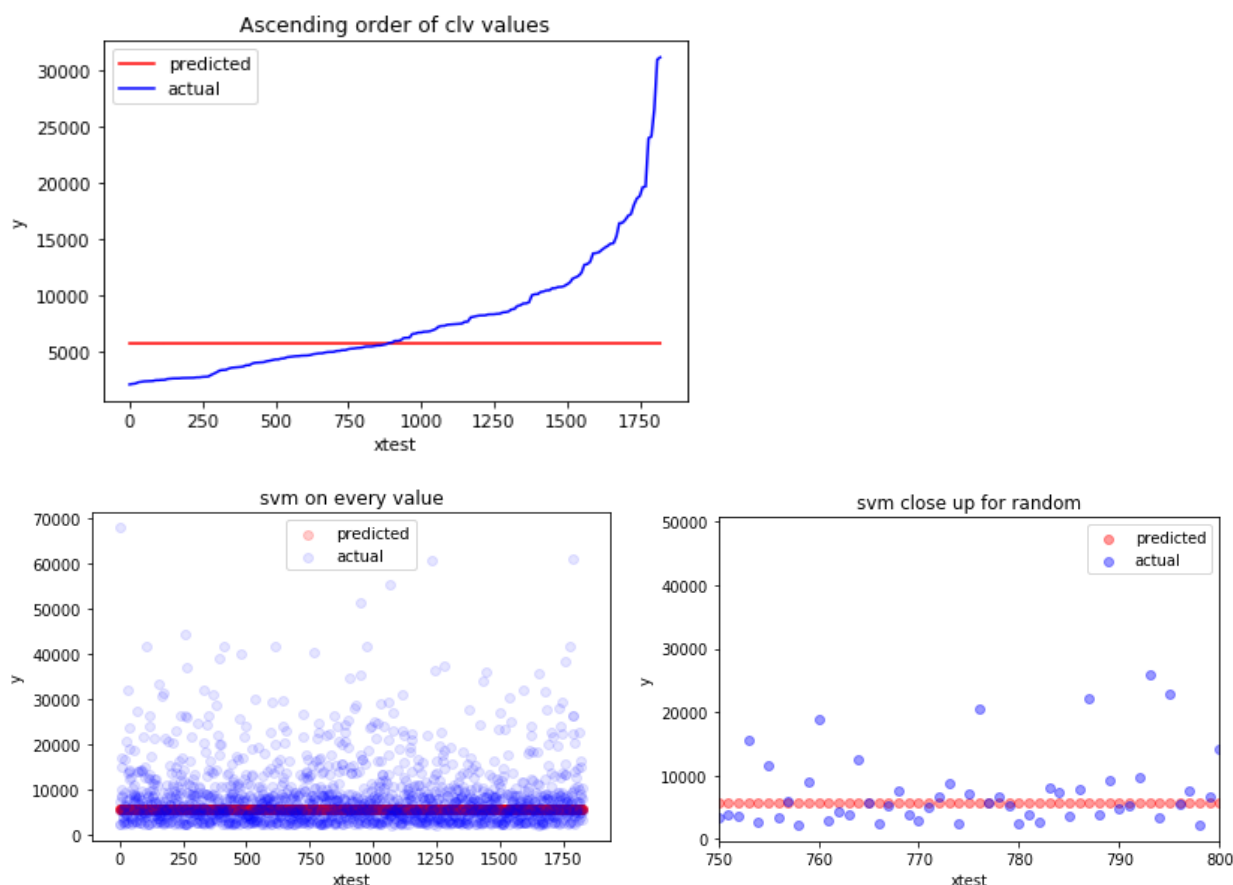 Ascending order of clv values
predicted
actual
30000
25000
20000
15000
10000
5000
y
0 250 500 750 1000 1250 1500 1750
xtest
svm on every value
predicted
actual
70000
60000
50000
40000
30000
20000
10000
0
y
0 250 500 750 1000 1250 1500 1750
xtest
svm close up for random
predicted
actual
50000
40000
30000
20000
10000
0
y
750 760 770 780 790 800
xtest